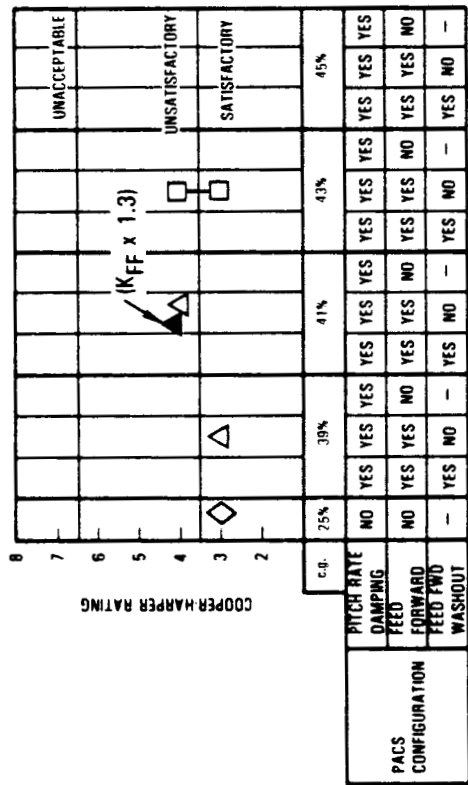 COOPER-HARPER RATING
8
7
6
5
4
3
2
UNACCEPTABLE
UNSATISFACTORY
SATISFACTORY
(KFF x 1.3)
c.g. 25% 39% 41% 43% 45%
PACS
CONFIGURATION
PITCH RATE
DAMPING
NO YES YES YES YES YES YES YES YES YES YES YES YES
FEED
FORWARD
NO YES YES NO YES YES NO YES YES NO YES YES NO
FEED FWD
WASHOUT
– YES NO – YES NO – YES NO – YES NO –